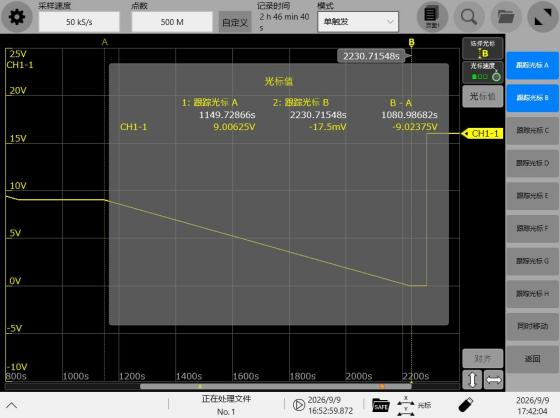 采样速度
点数
记录时间
模式
50 kS/s
500 M
自定义
2 h 46 min 40 s
单触发
A
B
2230.71548s
25V
CH1-1
20V
15V
10V
5V
0V
-5V
-10V
光标值
1: 跟踪光标 A
2: 跟踪光标 B
B - A
1149.72866s
2230.71548s
1080.98682s
CH1-1
9.00625V
-17.5mV
-9.02375V
800s
1000s
1200s
1400s
1600s
1800s
2000s
2200s
选择光标
B
光标速度
光标值
CH1-1
对齐
跟踪光标 A
跟踪光标 B
跟踪光标 C
跟踪光标 D
跟踪光标 E
跟踪光标 F
跟踪光标 G
跟踪光标 H
同时移动
返回
正在处理文件
No. 1
2026/9/9
16:52:59.872
SAFE
X
光标
2026/9/9
17:42:04